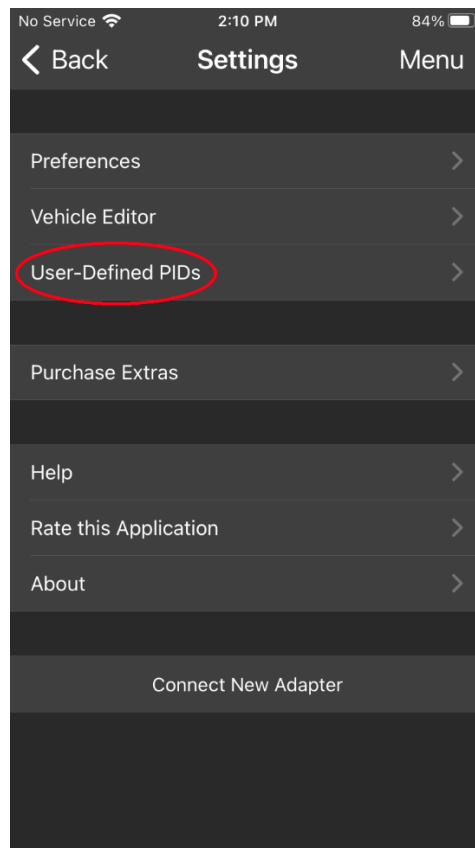 No Service 2:10 PM 84%
Back Settings Menu
Preferences
Vehicle Editor
User-Defined PIDs
Purchase Extras
Help
Rate this Application
About
Connect New Adapter